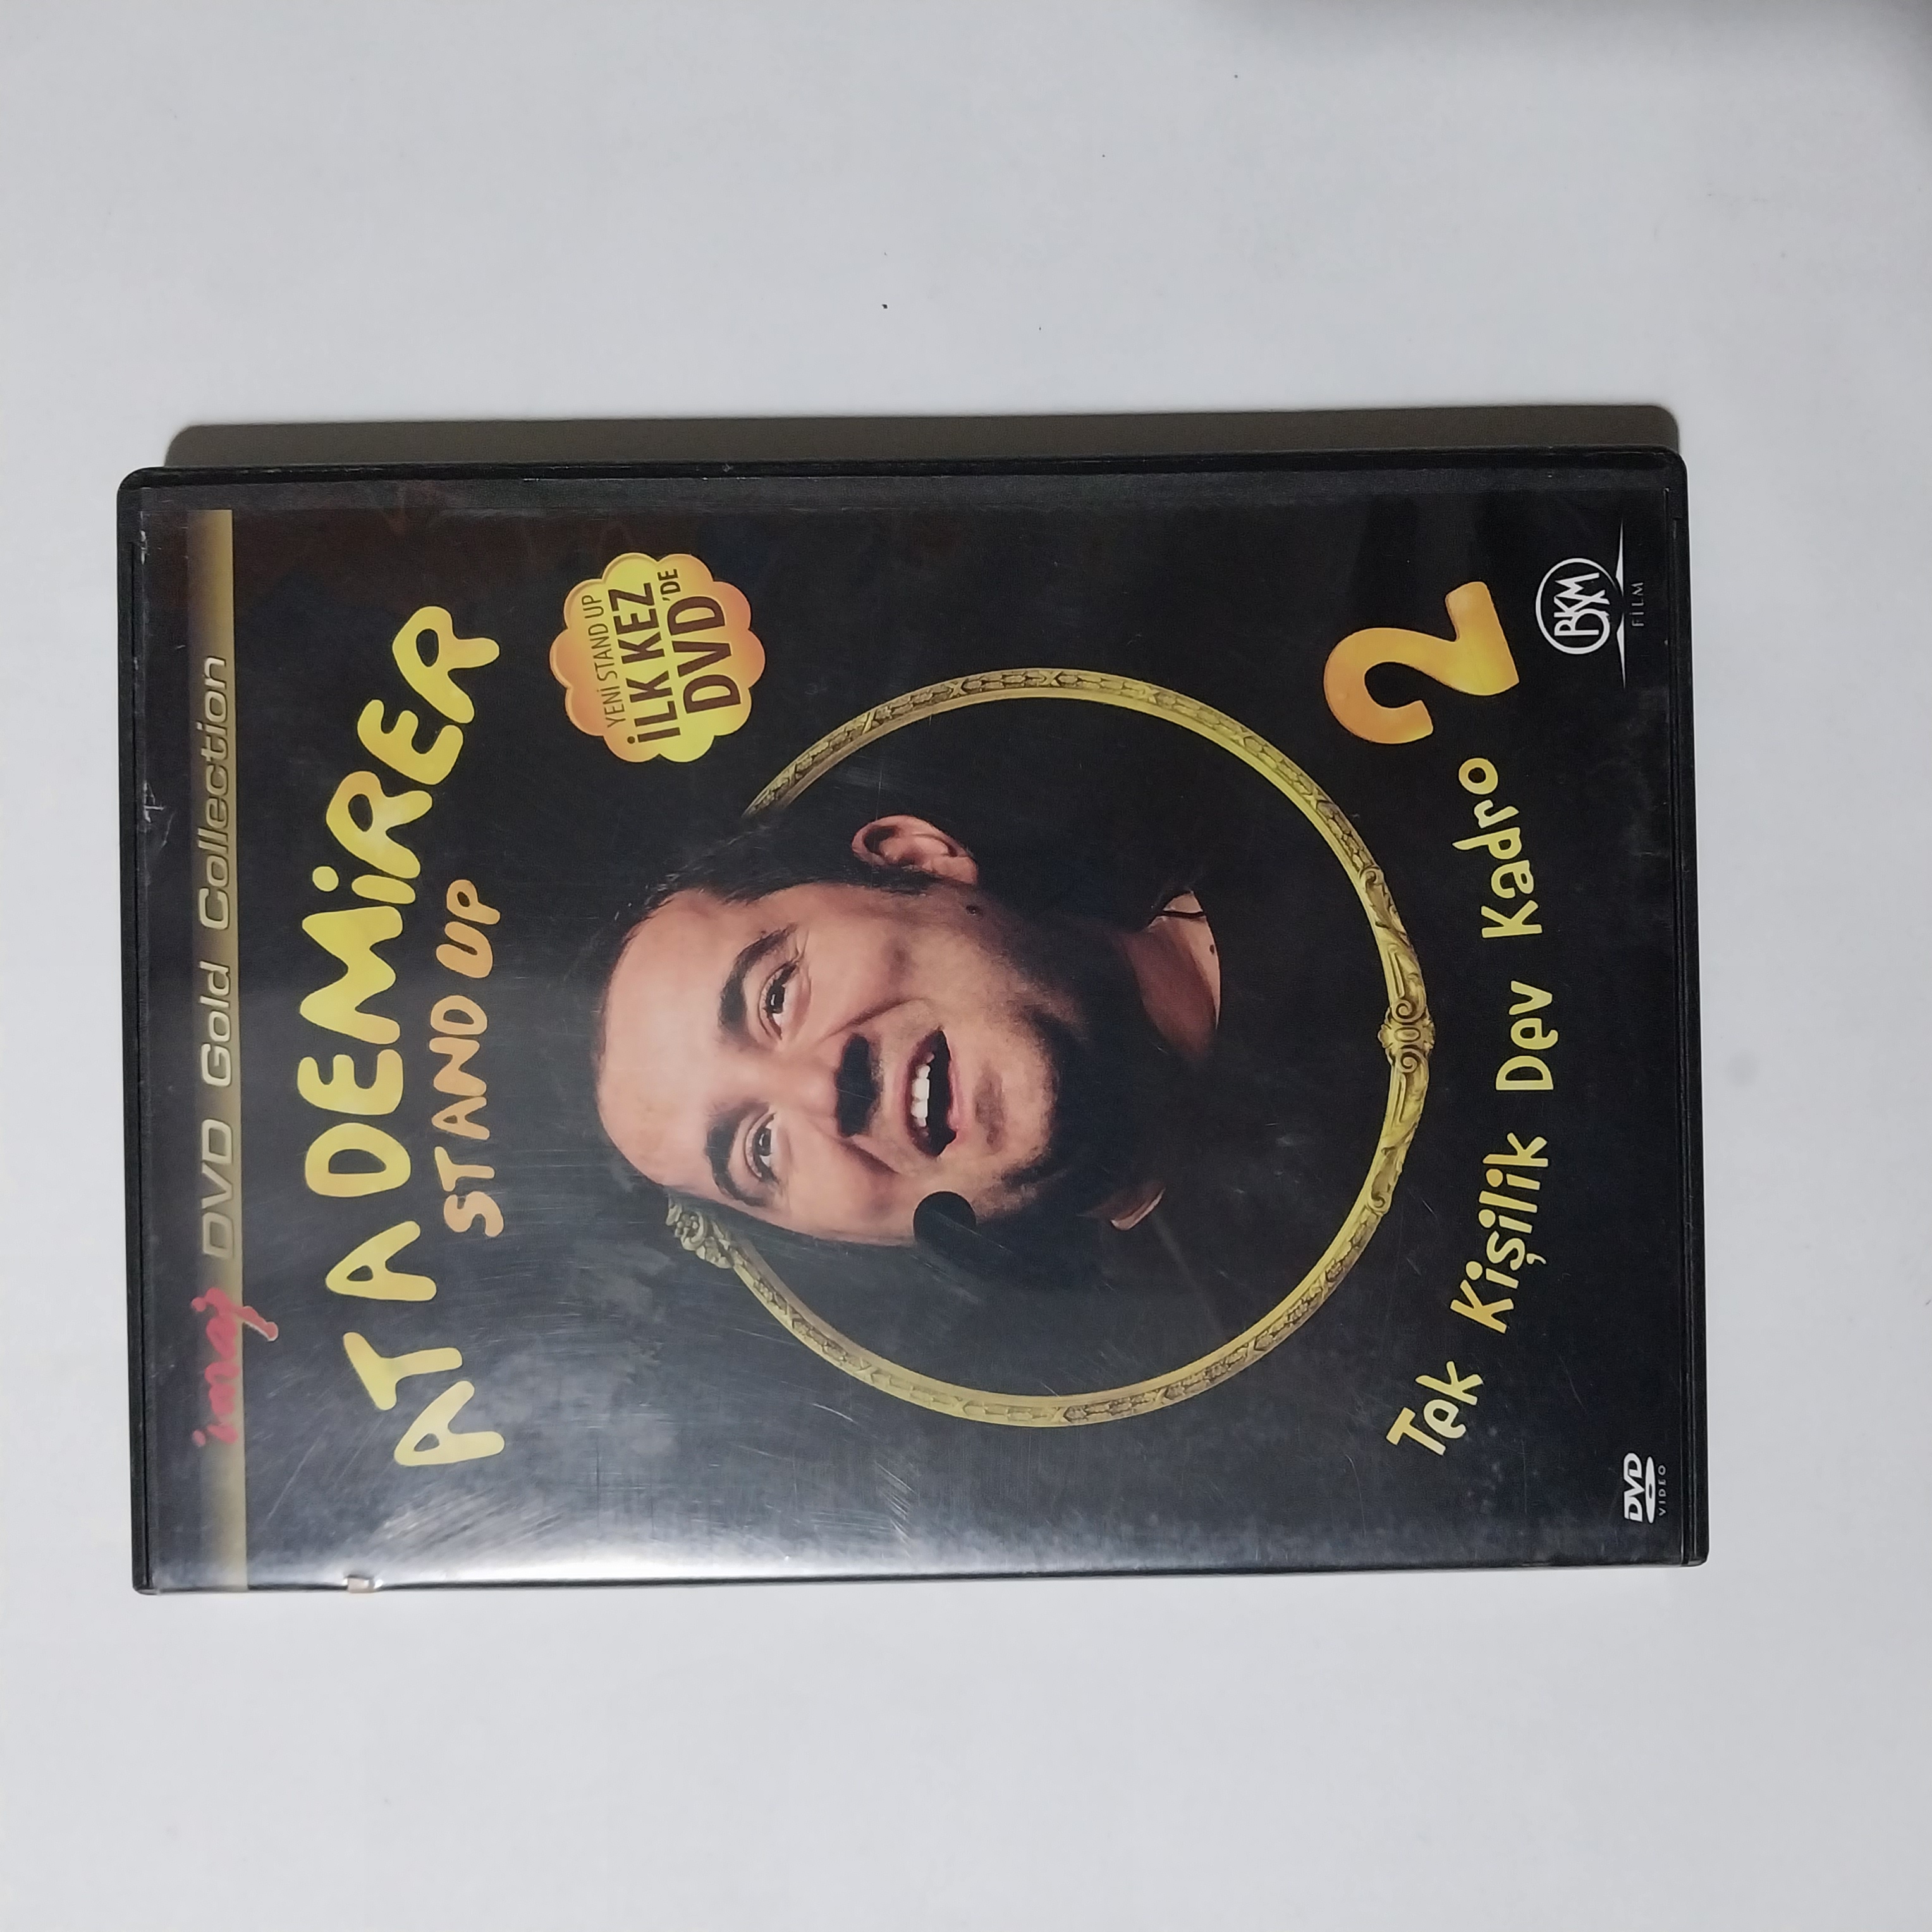 imaj DVD Gold Collection
ATA DEMİRER
STAND UP
YENİ STAND UP
İLK KEZ
DVD'DE
Tek Kişilik Dev Kadro 2
DVD
VIDEO
BKM
FİLM